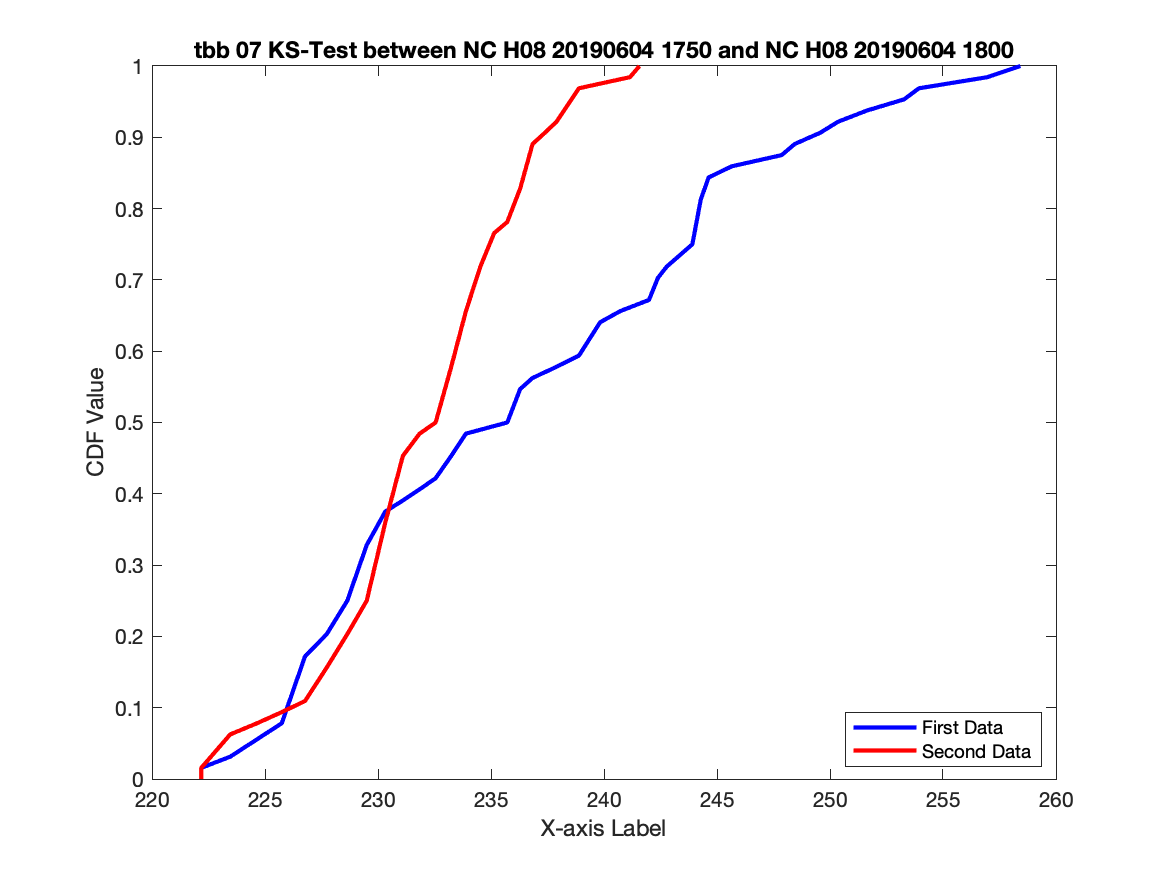 tbb 07 KS-Test between NC H08 20190604 1750 and NC H08 20190604 1800
1
0.9
0.8
0.7
0.6
0.5
0.4
0.3
0.2
0.1
0
CDF Value
First Data
Second Data
220 225 230 235 240 245 250 255 260
X-axis Label